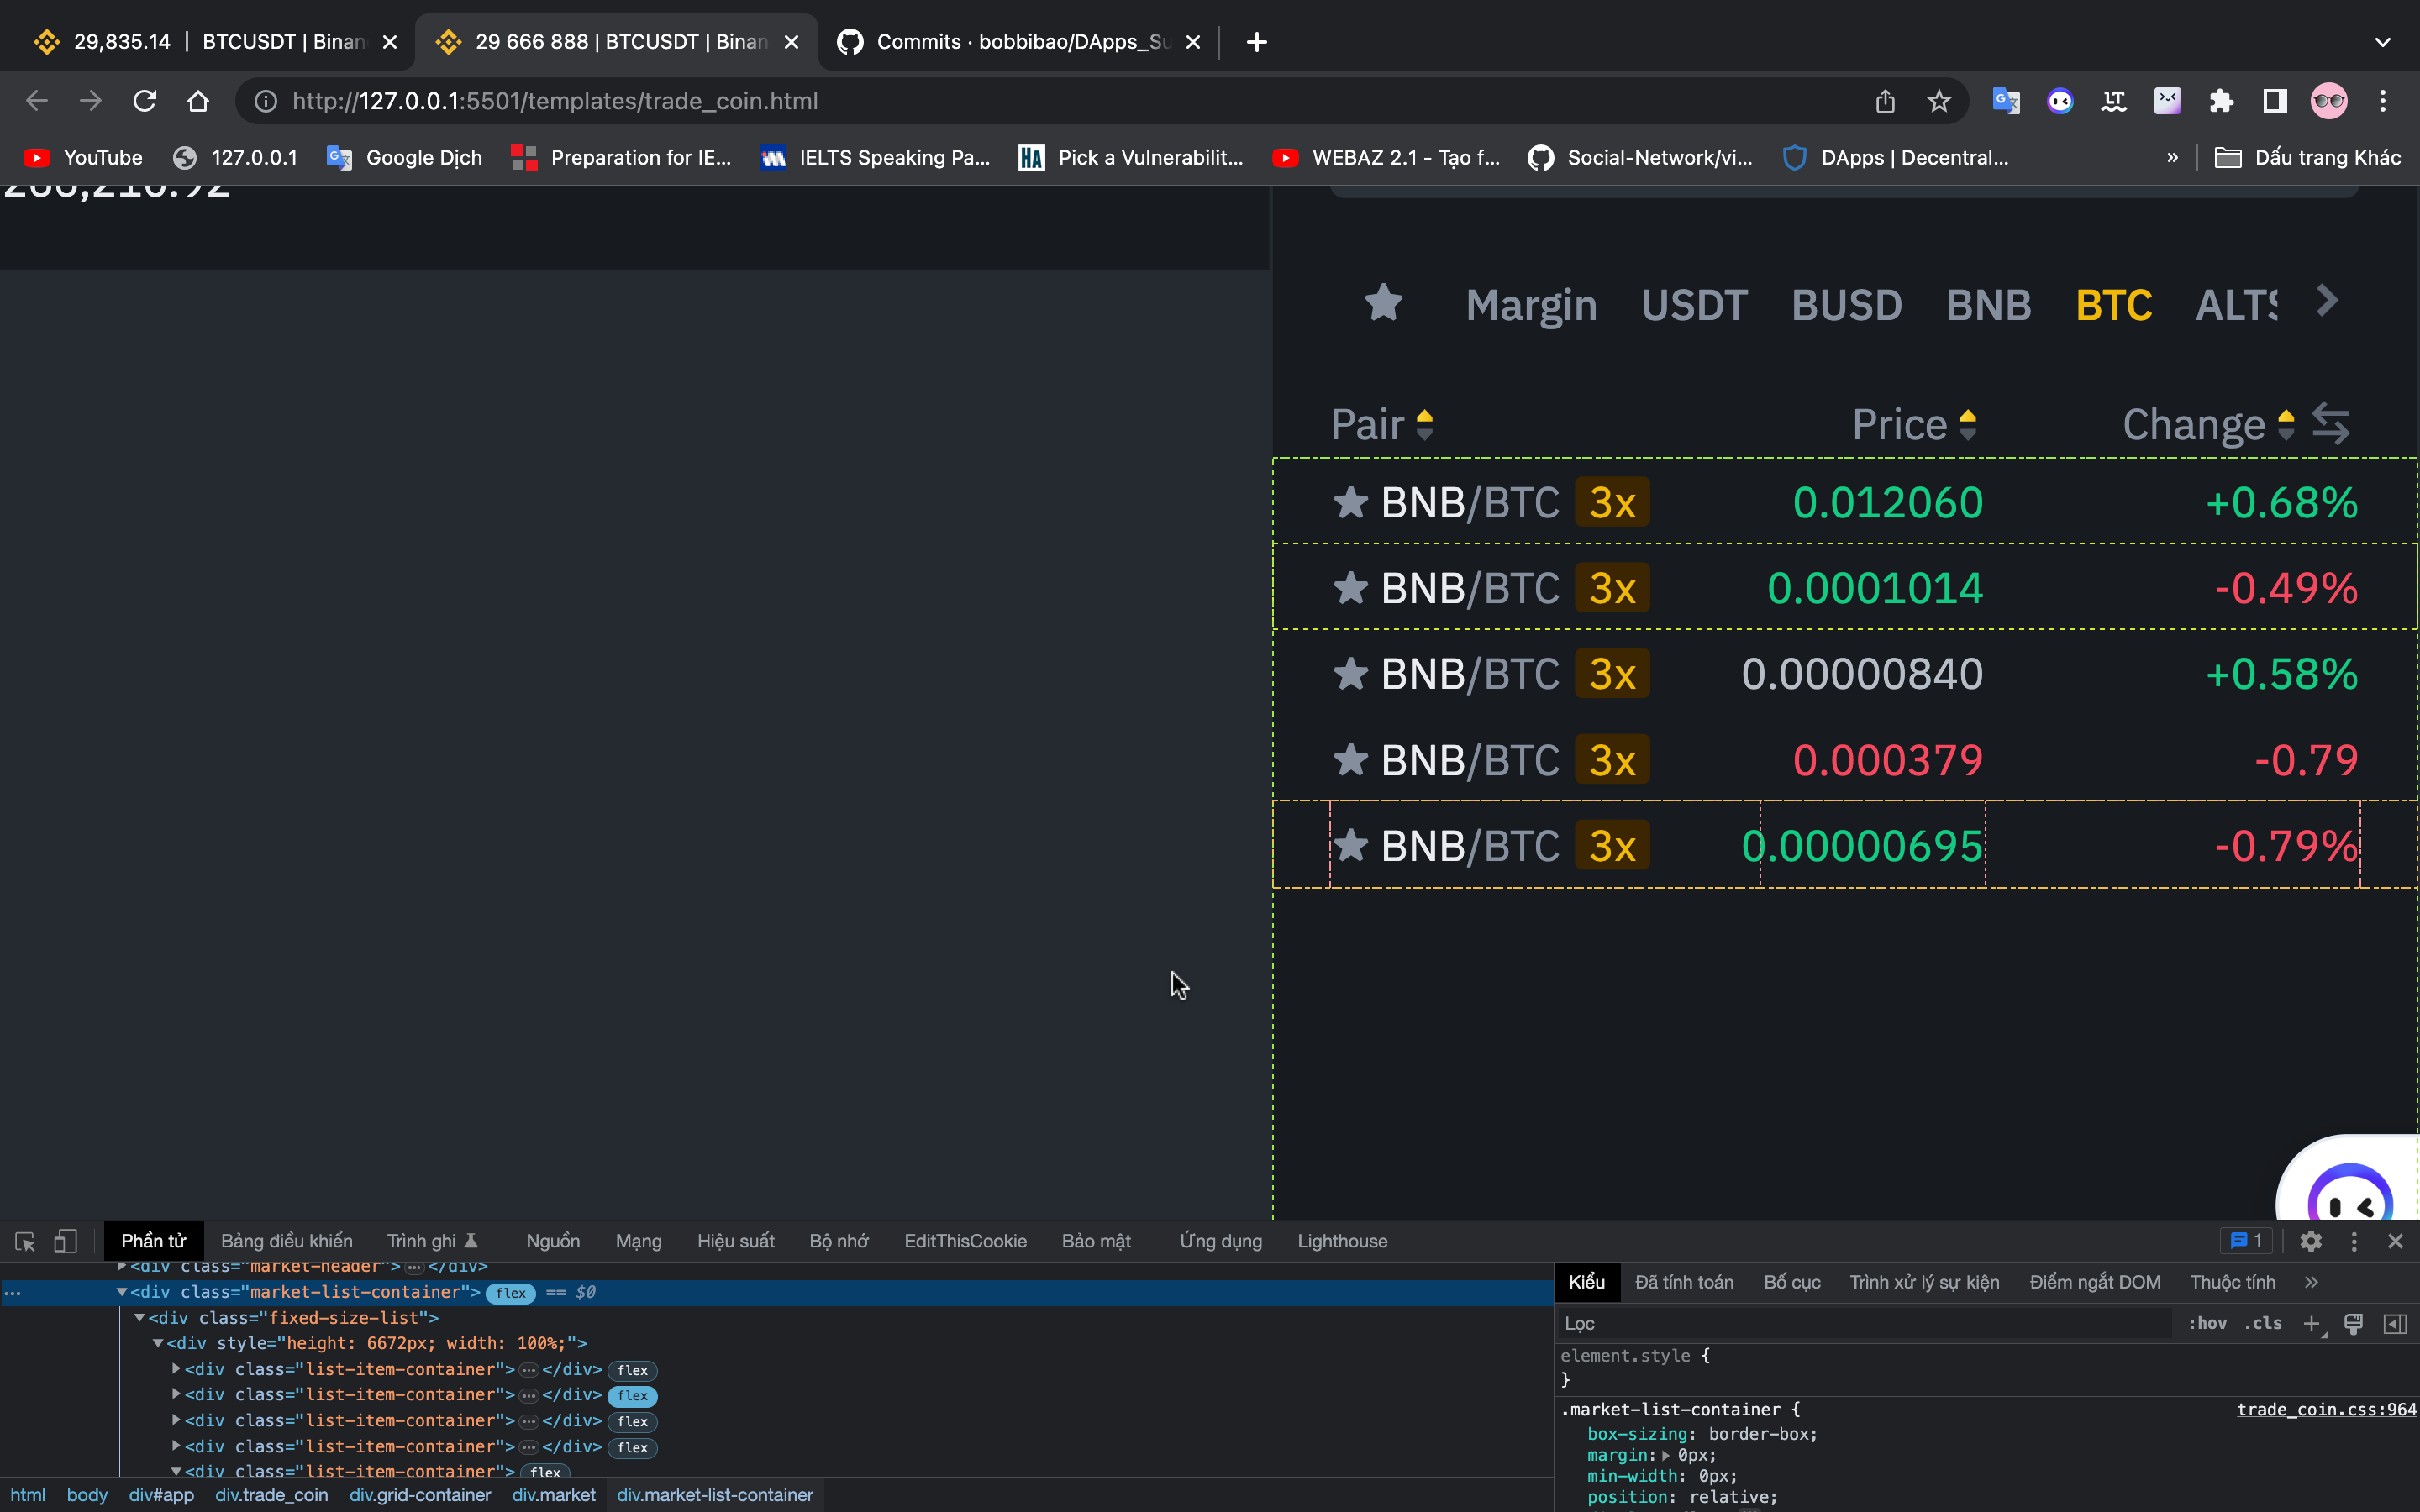 29,835.14 | BTCUSDT | Binan
29 666 888 | BTCUSDT | Binan
Commits · bobbibao/DApps_Su
http://127.0.0.1:5501/templates/trade_coin.html
YouTube
127.0.0.1
Google Dịch
Preparation for IE...
IELTS Speaking Pa...
HA
Pick a Vulnerabilit...
WEBAZ 2.1 - Tạo f...
Social-Network/vi...
DApps | Decentral...
»
Dấu trang Khác
Margin USDT BUSD BNB BTC ALTS
Pair Price Change
BNB/BTC 3x 0.012060 +0.68%
BNB/BTC 3x 0.0001014 -0.49%
BNB/BTC 3x 0.00000840 +0.58%
BNB/BTC 3x 0.000379 -0.79
BNB/BTC 3x 0.00000695 -0.79%
Phần tử Bảng điều khiển Trình ghi Nguồn Mạng Hiệu suất Bộ nhớ EditThisCookie Bảo mật Ứng dụng Lighthouse 1
<div class="market-header"> … </div>
<div class="market-list-container"> flex == $0
<div class="fixed-size-list">
<div style="height: 6672px; width: 100%;">
<div class="list-item-container"> … </div> flex
<div class="list-item-container"> … </div> flex
<div class="list-item-container"> … </div> flex
<div class="list-item-container"> … </div> flex
<div class="list-item-container"> flex
html body div#app div.trade_coin div.grid-container div.market div.market-list-container
Kiểu Đã tính toán Bố cục Trình xử lý sự kiện Điểm ngắt DOM Thuộc tính »
Lọc :hov .cls
element.style {
}
.market-list-container { trade_coin.css:964
box-sizing: border-box;
margin: 0px;
min-width: 0px;
position: relative;